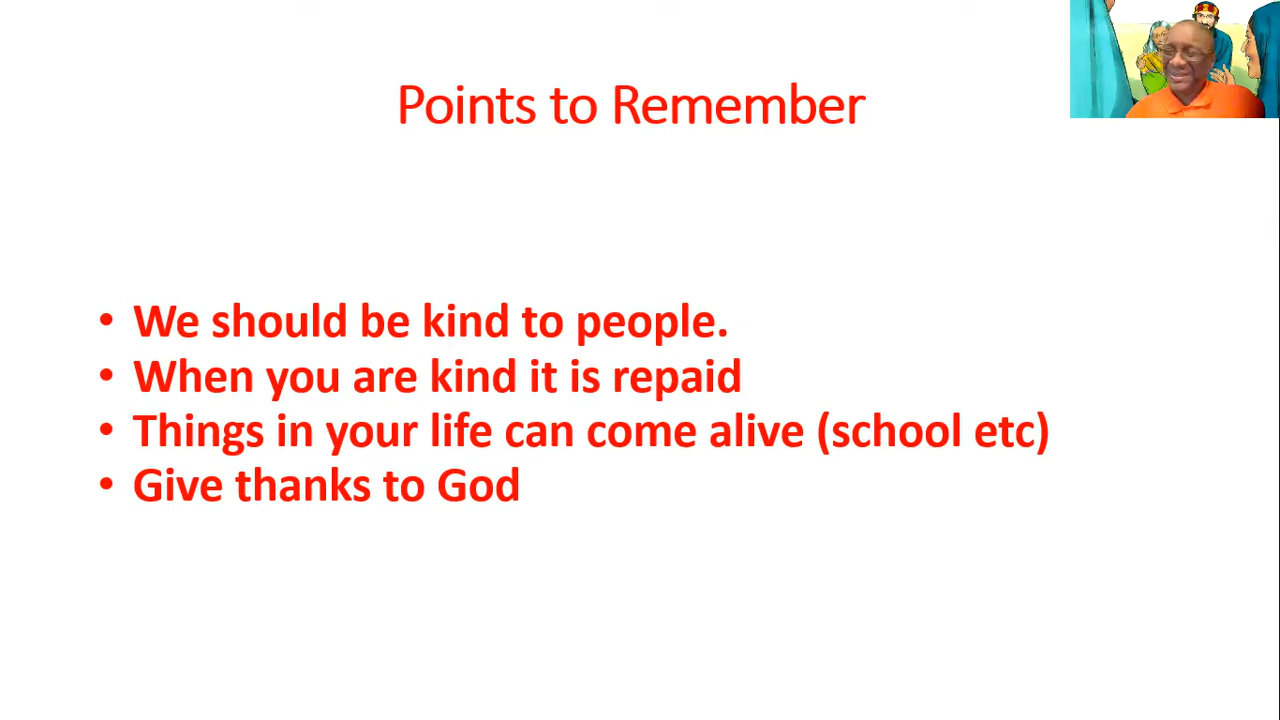 Points to Remember
• We should be kind to people.
• When you are kind it is repaid
• Things in your life can come alive (school etc)
• Give thanks to God